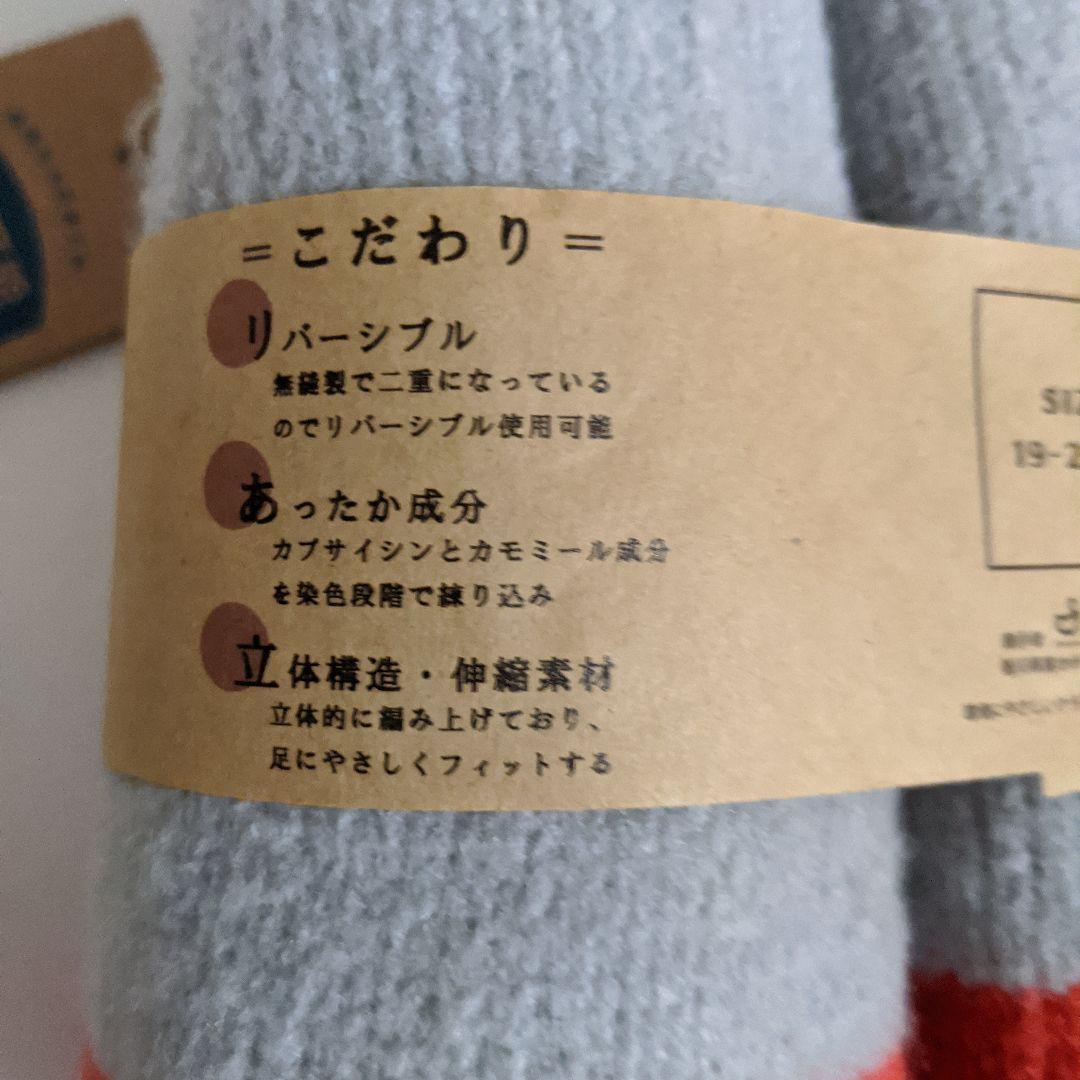 =こだわり=
リバーシブル
無縫製で二重になっている
のでリバーシブル使用可能
あったか成分
カプサイシンとカモミール成分
を染色段階で練り込み
立体構造・伸縮素材
立体的に編み上げており、
足にやさしくフィットする
SIZ
19-2